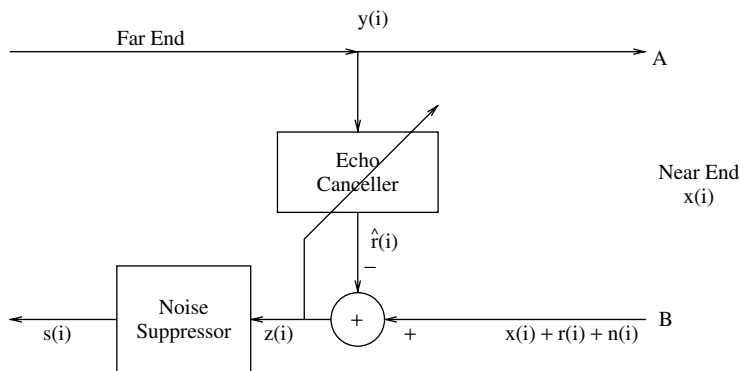 y(i)
Far End
A
Echo
Canceller
Near End
x(i)
r̂(i)
−
Noise
Suppressor
s(i)
z(i)
+
+
x(i) + r(i) + n(i)
B